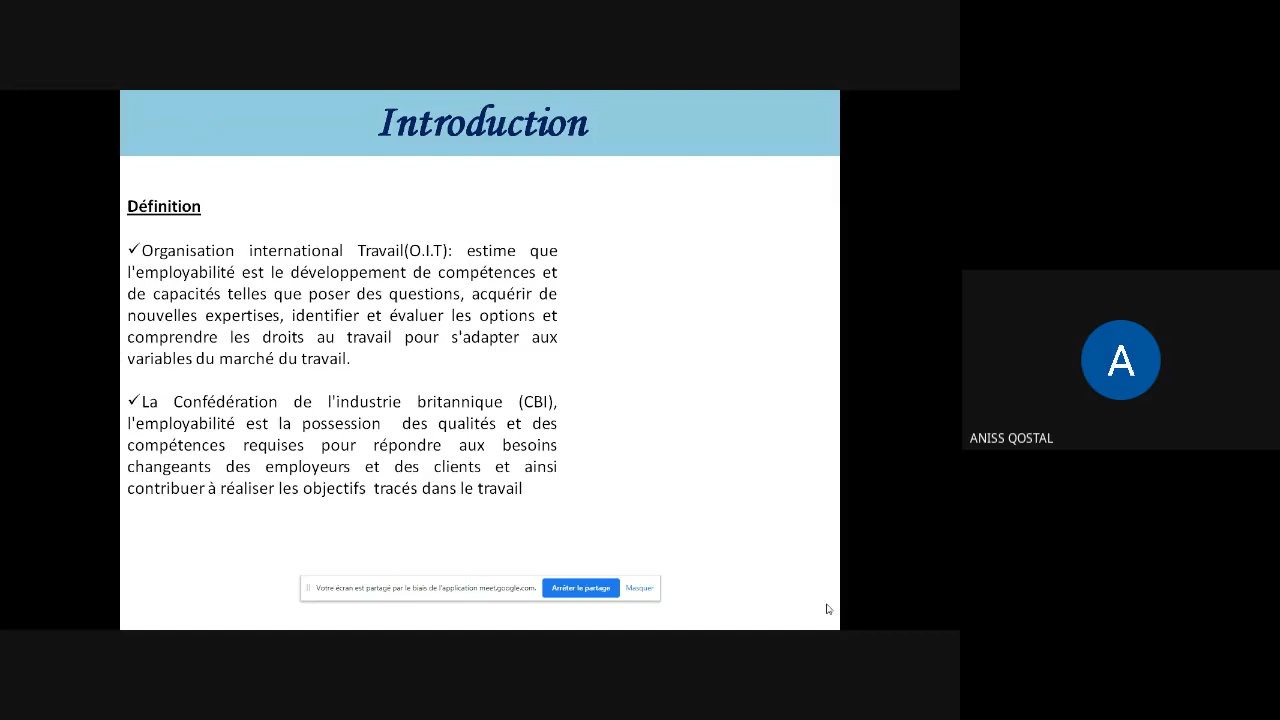 Introduction
Définition
✓Organisation international Travail(O.I.T): estime que
l'employabilité est le développement de compétences et
de capacités telles que poser des questions, acquérir de
nouvelles expertises, identifier et évaluer les options et
comprendre les droits au travail pour s'adapter aux
variables du marché du travail.
✓La Confédération de l'industrie britannique (CBI),
l'employabilité est la possession des qualités et des
compétences requises pour répondre aux besoins
changeants des employeurs et des clients et ainsi
contribuer à réaliser les objectifs tracés dans le travail
Votre écran est partagé par le biais de l'application meet.google.com. Arrêter le partage Masquer
A
ANISS QOSTAL